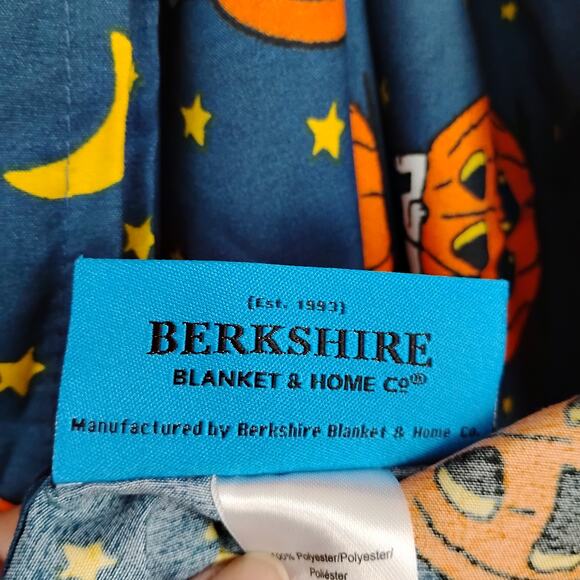 [Est. 1993]
BERKSHIRE
BLANKET & HOME Co®
Manufactured by Berkshire Blanket & Home Co.
100% Polyester/Polyester/
Poliéster